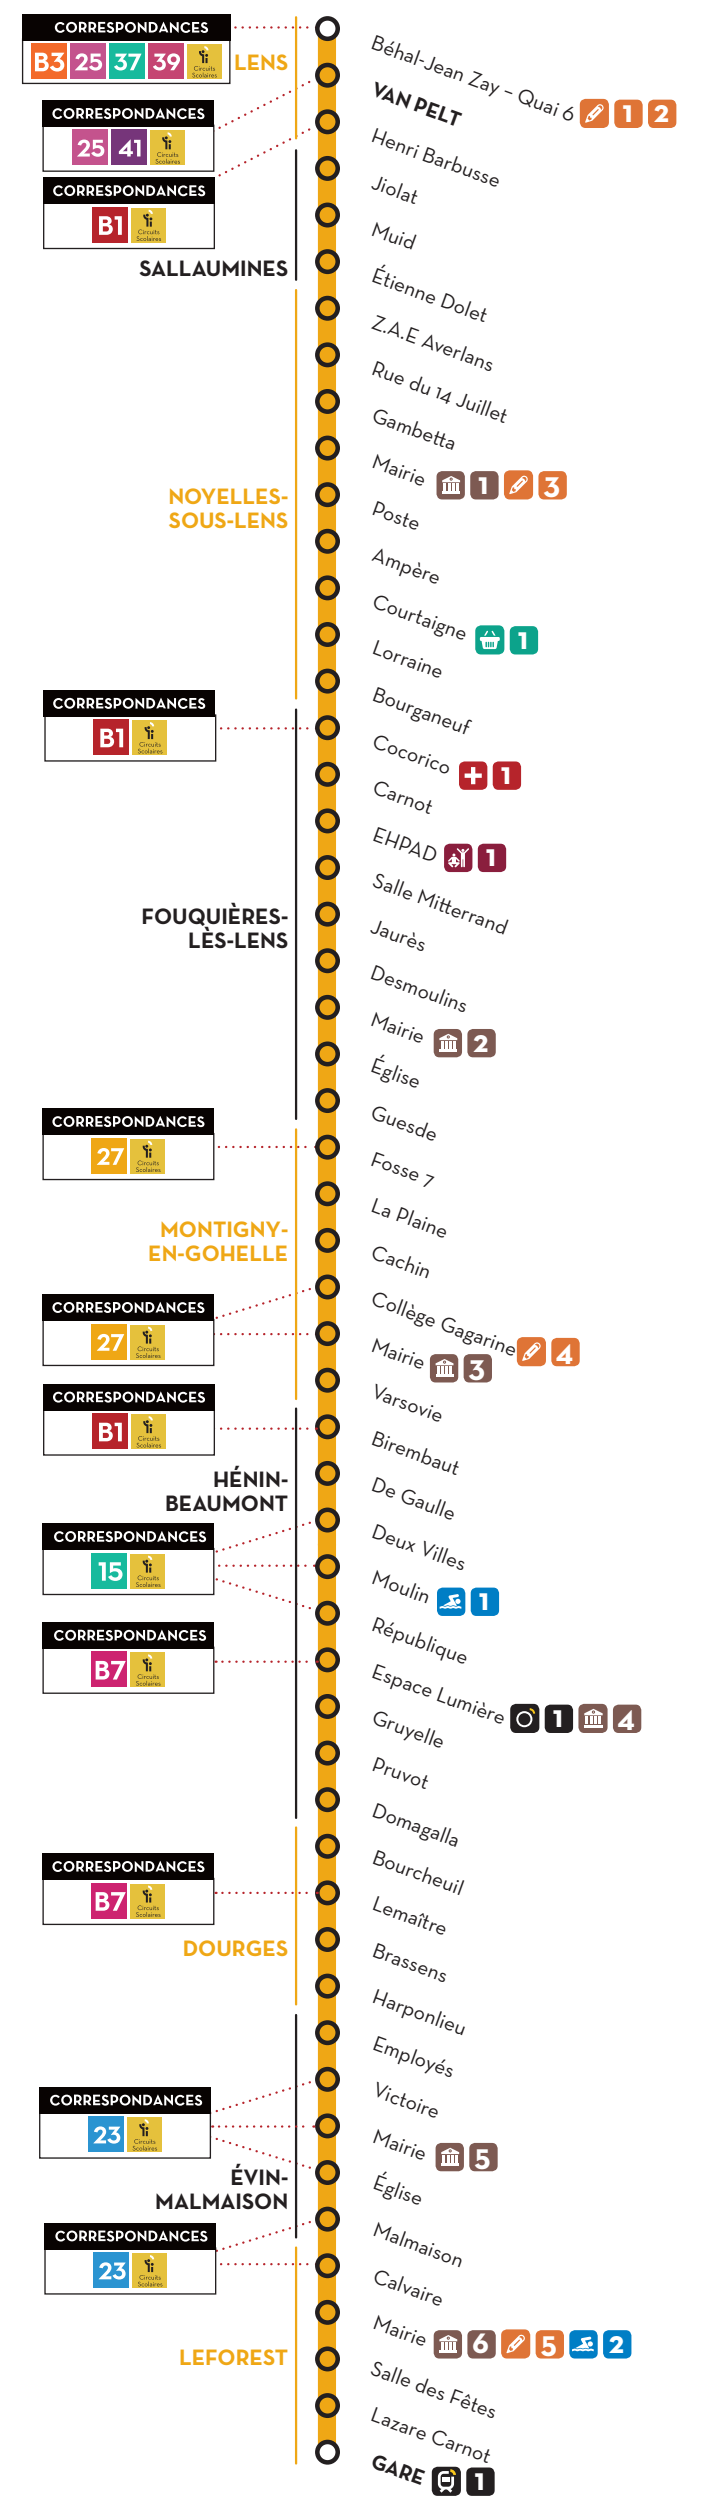 CORRESPONDANCES
B3 25 37 39 Circuits Scolaires
LENS
Béhal-Jean Zay – Quai 6 1 2
CORRESPONDANCES
25 41 Circuits Scolaires
VAN PELT
CORRESPONDANCES
B1 Circuits Scolaires
Henri Barbusse
Jiolat
Muid
SALLAUMINES
Étienne Dolet
Z.A.E Averlans
Rue du 14 Juillet
Gambetta
Mairie 1 3
NOYELLES-
SOUS-LENS
Poste
Ampère
Courtaigne 1
Lorraine
Bourganeuf
CORRESPONDANCES
B1 Circuits Scolaires
Cocorico 1
Carnot
EHPAD 1
Salle Mitterrand
FOUQUIÈRES-
LÈS-LENS
Jaurès
Desmoulins
Mairie 2
Église
Guesde
CORRESPONDANCES
27 Circuits Scolaires
Fosse 7
La Plaine
MONTIGNY-
EN-GOHELLE
Cachin
CORRESPONDANCES
27 Circuits Scolaires
Collège Gagarine 4
Mairie 3
CORRESPONDANCES
B1 Circuits Scolaires
Varsovie
Birembaut
HÉNIN-
BEAUMONT
De Gaulle
CORRESPONDANCES
15 Circuits Scolaires
Deux Villes
Moulin 1
République
CORRESPONDANCES
B7 Circuits Scolaires
Espace Lumière 1 4
Gruyelle
Pruvot
Domagalla
CORRESPONDANCES
B7 Circuits Scolaires
Bourcheuil
Lemaître
DOURGES
Brassens
Harponlieu
Employés
CORRESPONDANCES
23 Circuits Scolaires
Victoire
Mairie 5
ÉVIN-
MALMAISON
Église
CORRESPONDANCES
23 Circuits Scolaires
Malmaison
Calvaire
Mairie 6 5 2
LEFOREST
Salle des Fêtes
Lazare Carnot
GARE 1